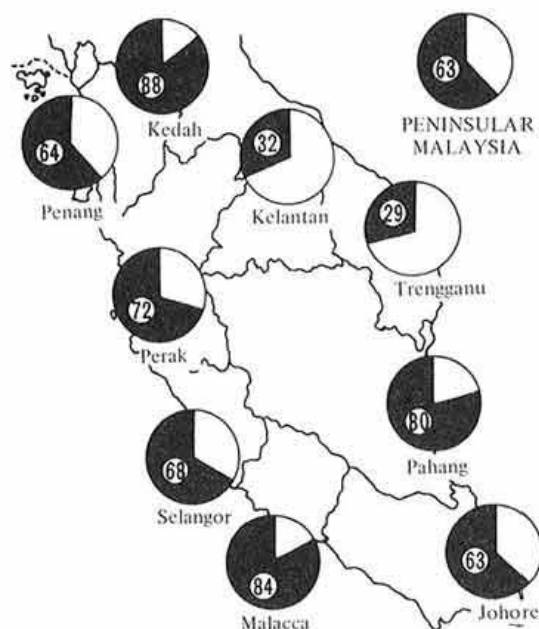 88
Kedah
63
PENINSULAR
MALAYSIA
64
Penang
32
Kelantan
29
Trengganu
72
Perak
80
Pahang
68
Selangor
84
Malacca
63
Johore